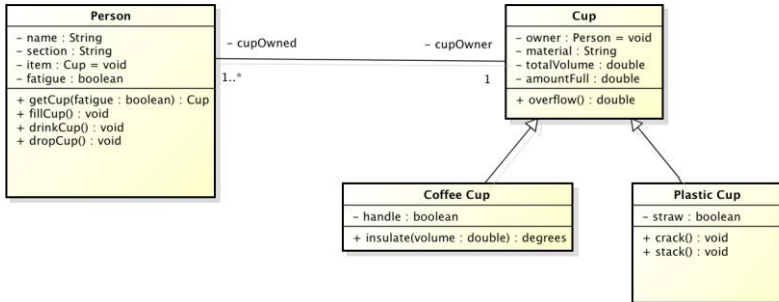 Person
- name : String
- section : String
- item : Cup = void
- fatigue : boolean
+ getCup(fatigue : boolean) : Cup
+ fillCup() : void
+ drinkCup() : void
+ dropCup() : void
- cupOwned
1..*
- cupOwner
1
Cup
- owner : Person = void
- material : String
- totalVolume : double
- amountFull : double
+ overflow() : double
Coffee Cup
- handle : boolean
+ insulate(volume : double) : degrees
Plastic Cup
- straw : boolean
+ crack() : void
+ stack() : void